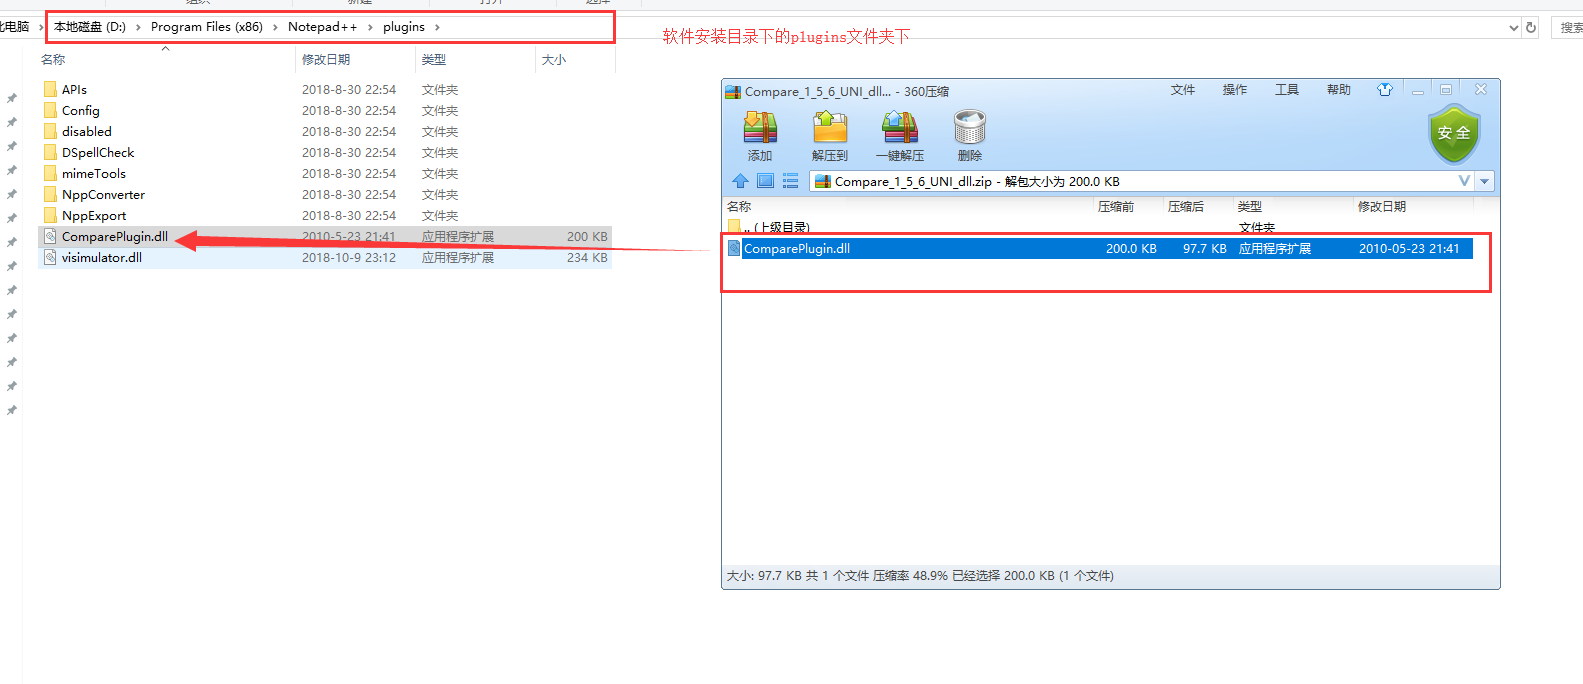 本地磁盘 (D:) › Program Files (x86) › Notepad++ › plugins ›
搜索
软件安装目录下的plugins文件夹下
名称 修改日期 类型 大小
APIs 2018-8-30 22:54 文件夹
Config 2018-8-30 22:54 文件夹
disabled 2018-8-30 22:54 文件夹
DSpellCheck 2018-8-30 22:54 文件夹
mimeTools 2018-8-30 22:54 文件夹
NppConverter 2018-8-30 22:54 文件夹
NppExport 2018-8-30 22:54 文件夹
ComparePlugin.dll 2010-5-23 21:41 应用程序扩展 200 KB
visimulator.dll 2018-10-9 23:12 应用程序扩展 234 KB
Compare_1_5_6_UNI_dll... - 360压缩 文件 操作 工具 帮助
添加 解压到 一键解压 删除 安全
Compare_1_5_6_UNI_dll.zip - 解包大小为 200.0 KB
名称 压缩前 压缩后 类型 修改日期
.. (上级目录) 文件夹
ComparePlugin.dll 200.0 KB 97.7 KB 应用程序扩展 2010-05-23 21:41
大小: 97.7 KB 共 1 个文件 压缩率 48.9% 已经选择 200.0 KB (1 个文件)